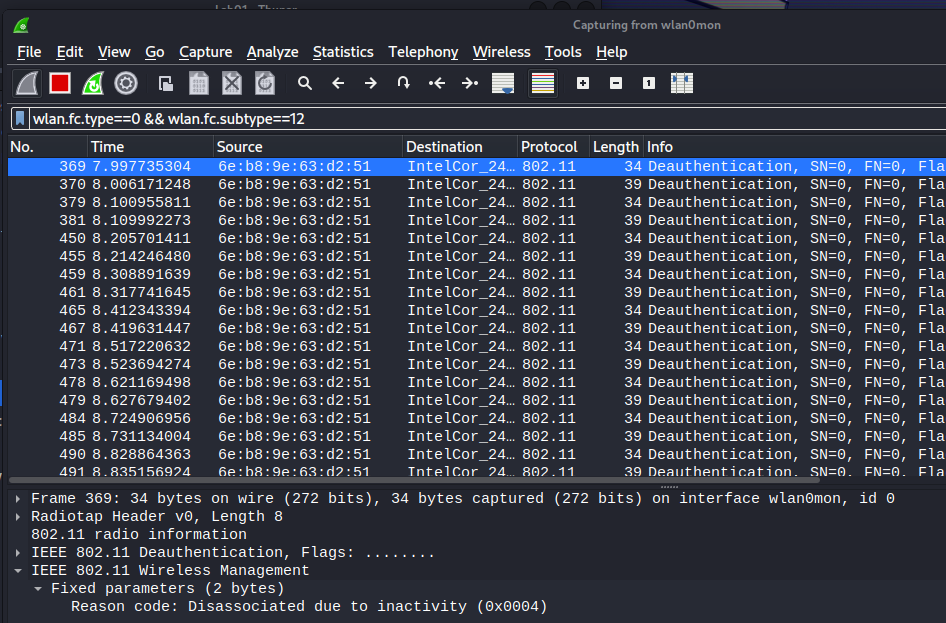 Capturing from wlan0mon
File Edit View Go Capture Analyze Statistics Telephony Wireless Tools Help
wlan.fc.type==0 && wlan.fc.subtype==12
No. Time Source Destination Protocol Length Info
369 7.997735304 6e:b8:9e:63:d2:51 IntelCor_24… 802.11 34 Deauthentication, SN=0, FN=0, Fla
370 8.006171248 6e:b8:9e:63:d2:51 IntelCor_24… 802.11 39 Deauthentication, SN=0, FN=0, Fla
379 8.100955811 6e:b8:9e:63:d2:51 IntelCor_24… 802.11 34 Deauthentication, SN=0, FN=0, Fla
381 8.109992273 6e:b8:9e:63:d2:51 IntelCor_24… 802.11 39 Deauthentication, SN=0, FN=0, Fla
450 8.205701411 6e:b8:9e:63:d2:51 IntelCor_24… 802.11 34 Deauthentication, SN=0, FN=0, Fla
455 8.214246480 6e:b8:9e:63:d2:51 IntelCor_24… 802.11 39 Deauthentication, SN=0, FN=0, Fla
459 8.308891639 6e:b8:9e:63:d2:51 IntelCor_24… 802.11 34 Deauthentication, SN=0, FN=0, Fla
461 8.317741645 6e:b8:9e:63:d2:51 IntelCor_24… 802.11 39 Deauthentication, SN=0, FN=0, Fla
465 8.412343394 6e:b8:9e:63:d2:51 IntelCor_24… 802.11 34 Deauthentication, SN=0, FN=0, Fla
467 8.419631447 6e:b8:9e:63:d2:51 IntelCor_24… 802.11 39 Deauthentication, SN=0, FN=0, Fla
471 8.517220632 6e:b8:9e:63:d2:51 IntelCor_24… 802.11 34 Deauthentication, SN=0, FN=0, Fla
473 8.523694274 6e:b8:9e:63:d2:51 IntelCor_24… 802.11 39 Deauthentication, SN=0, FN=0, Fla
478 8.621169498 6e:b8:9e:63:d2:51 IntelCor_24… 802.11 34 Deauthentication, SN=0, FN=0, Fla
479 8.627679402 6e:b8:9e:63:d2:51 IntelCor_24… 802.11 39 Deauthentication, SN=0, FN=0, Fla
484 8.724906956 6e:b8:9e:63:d2:51 IntelCor_24… 802.11 34 Deauthentication, SN=0, FN=0, Fla
485 8.731134004 6e:b8:9e:63:d2:51 IntelCor_24… 802.11 39 Deauthentication, SN=0, FN=0, Fla
490 8.828864363 6e:b8:9e:63:d2:51 IntelCor_24… 802.11 34 Deauthentication, SN=0, FN=0, Fla
491 8.835156924 6e:b8:9e:63:d2:51 IntelCor_24… 802.11 39 Deauthentication, SN=0, FN=0, Fla
Frame 369: 34 bytes on wire (272 bits), 34 bytes captured (272 bits) on interface wlan0mon, id 0
Radiotap Header v0, Length 8
802.11 radio information
IEEE 802.11 Deauthentication, Flags: ........
IEEE 802.11 Wireless Management
Fixed parameters (2 bytes)
Reason code: Disassociated due to inactivity (0x0004)